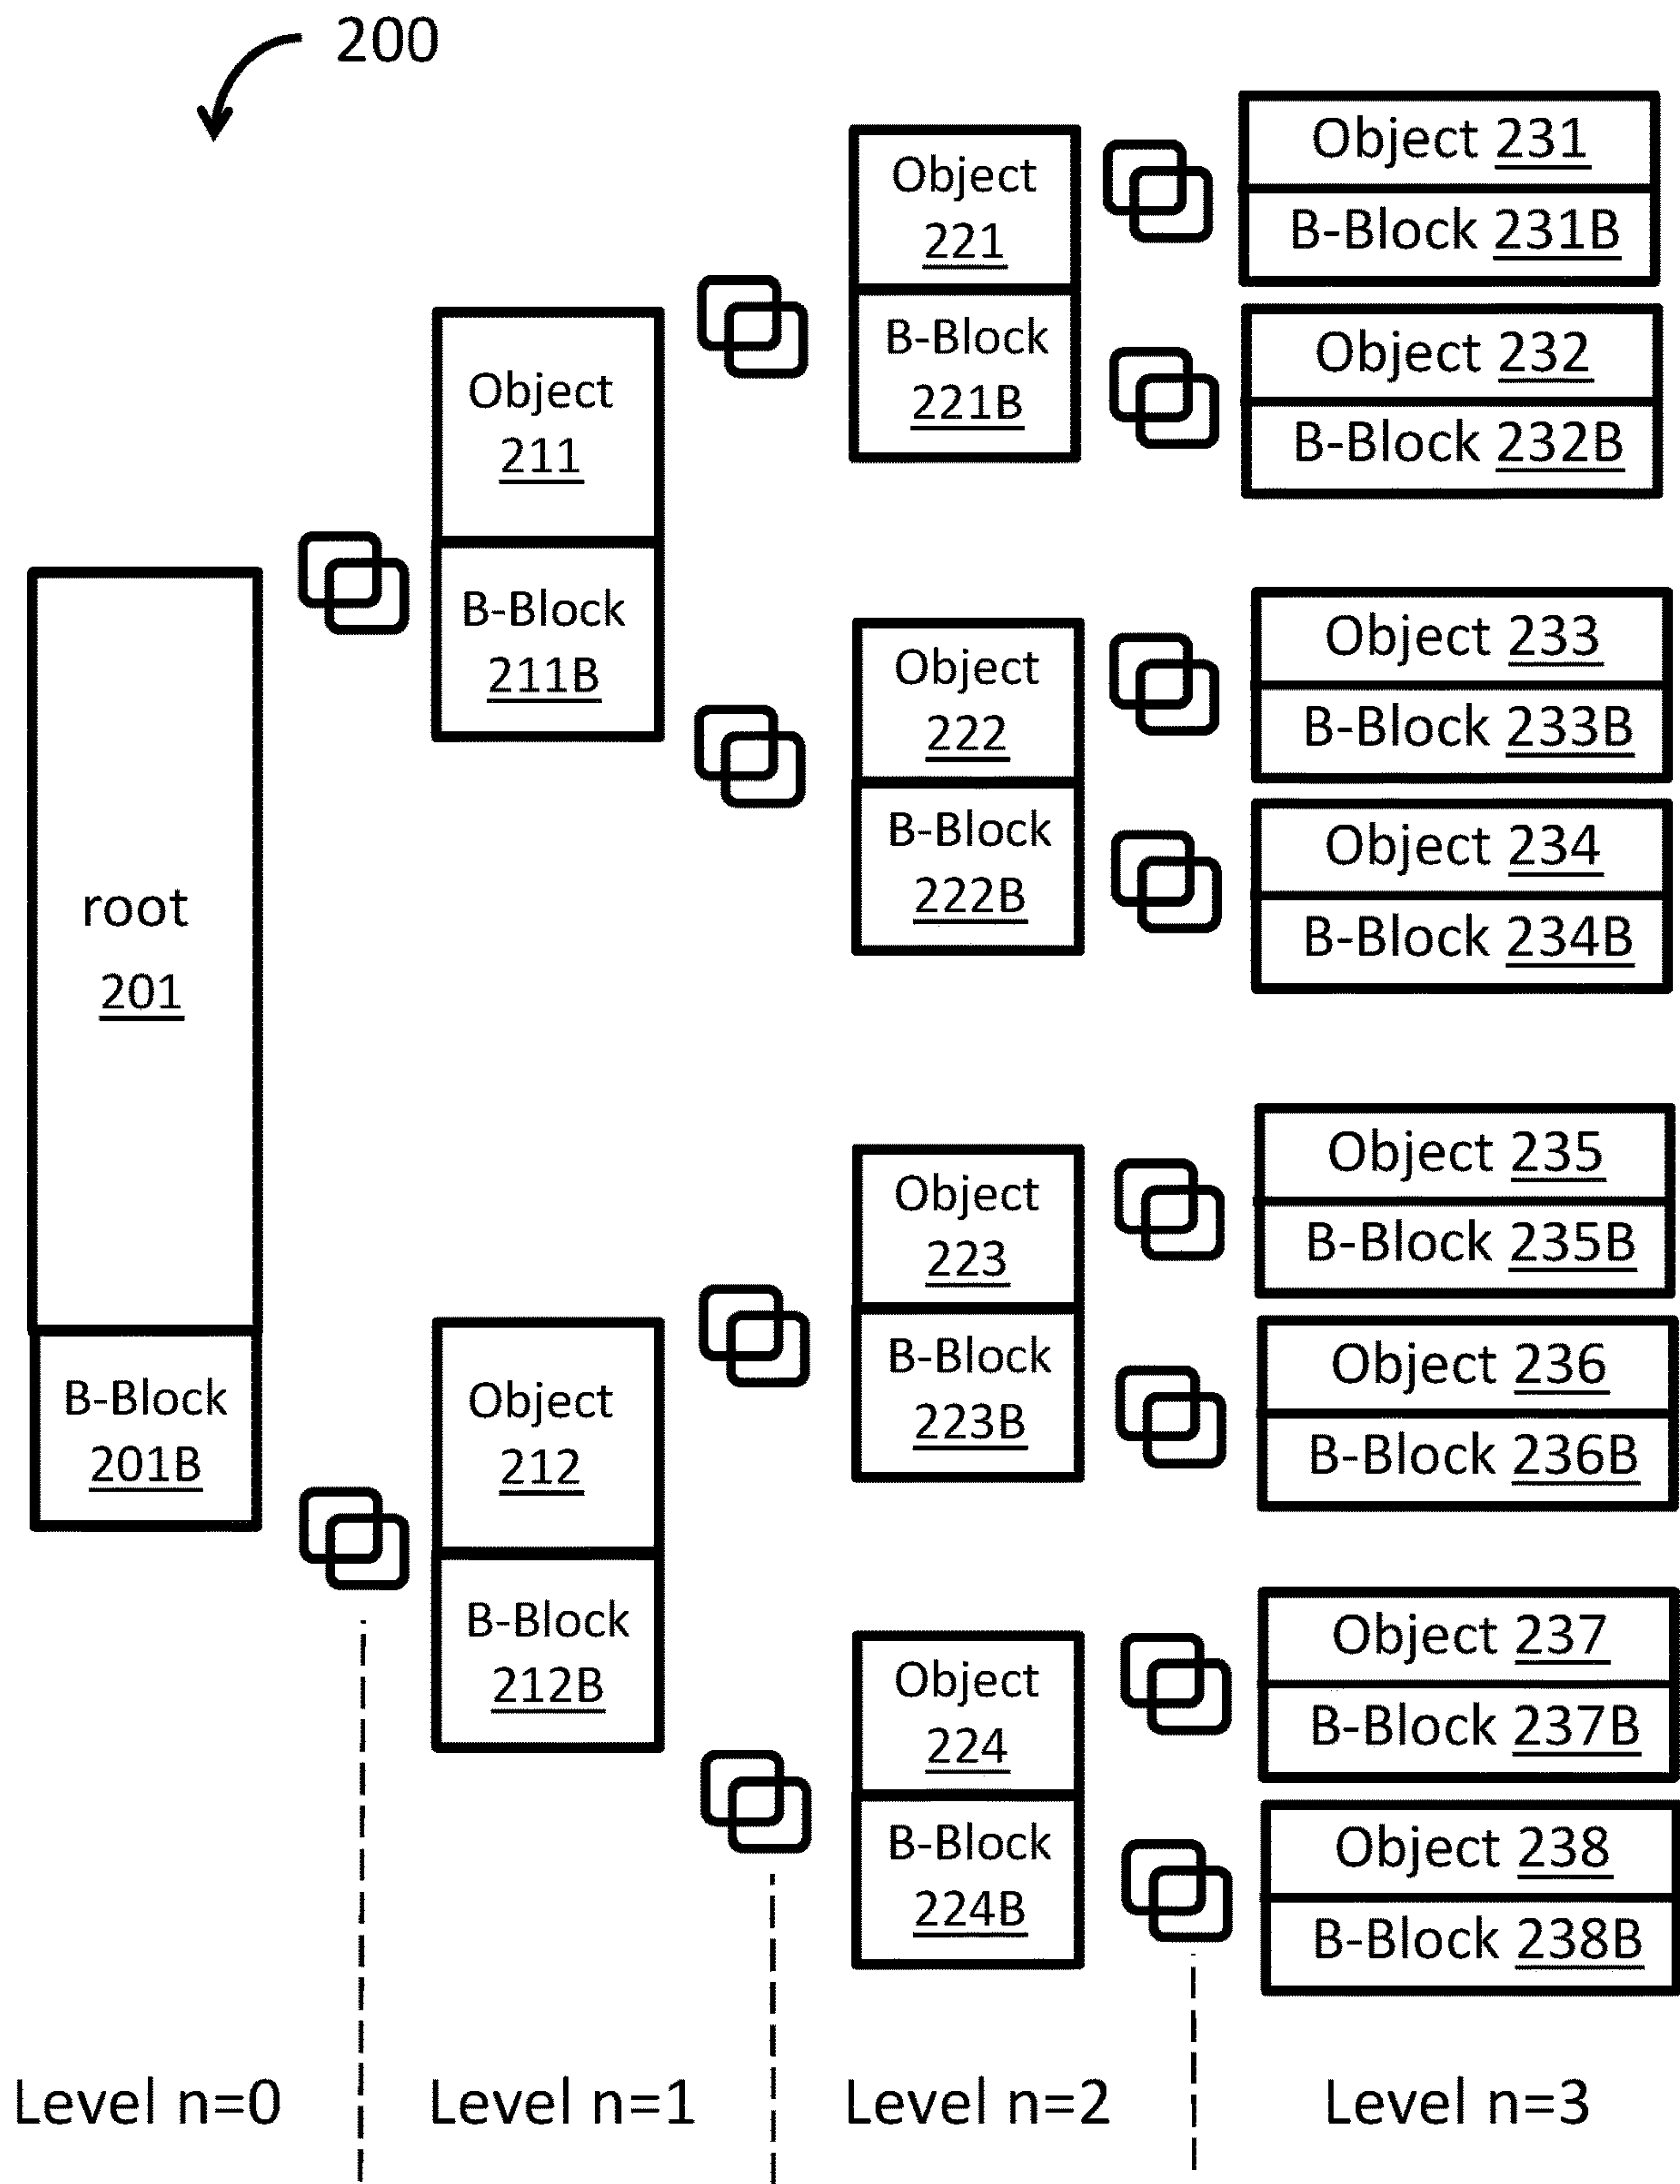 200
root
201
B-Block
201B
Object
211
B-Block
211B
Object
212
B-Block
212B
Object
221
B-Block
221B
Object
222
B-Block
222B
Object
223
B-Block
223B
Object
224
B-Block
224B
Object 231
B-Block 231B
Object 232
B-Block 232B
Object 233
B-Block 233B
Object 234
B-Block 234B
Object 235
B-Block 235B
Object 236
B-Block 236B
Object 237
B-Block 237B
Object 238
B-Block 238B
Level n=0
Level n=1
Level n=2
Level n=3